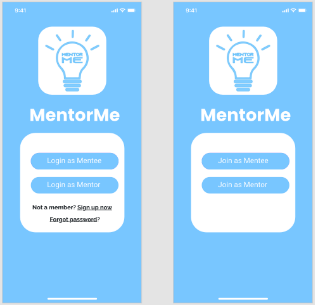 9:41
MENTOR
ME
MentorMe
Login as Mentee
Login as Mentor
Not a member? Sign up now
Forgot password?
9:41
MENTOR
ME
MentorMe
Join as Mentee
Join as Mentor